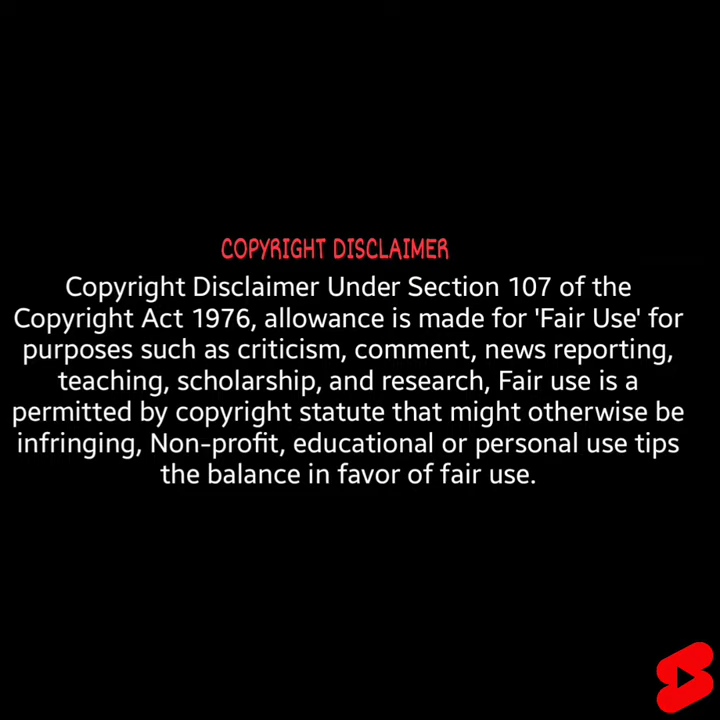 COPYRIGHT DISCLAIMER
Copyright Disclaimer Under Section 107 of the
Copyright Act 1976, allowance is made for 'Fair Use' for
purposes such as criticism, comment, news reporting,
teaching, scholarship, and research, Fair use is a
permitted by copyright statute that might otherwise be
infringing, Non-profit, educational or personal use tips
the balance in favor of fair use.